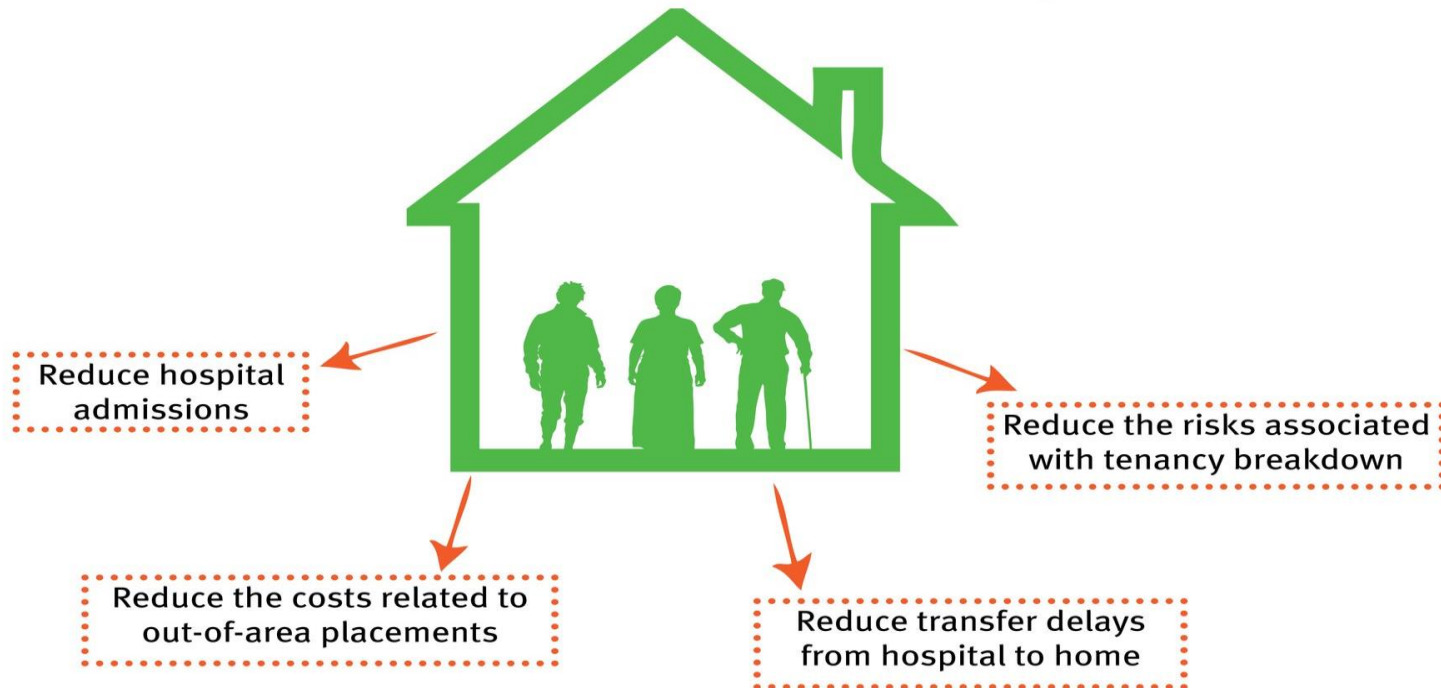 Reduce hospital
admissions
Reduce the risks associated
with tenancy breakdown
Reduce the costs related to
out-of-area placements
Reduce transfer delays
from hospital to home